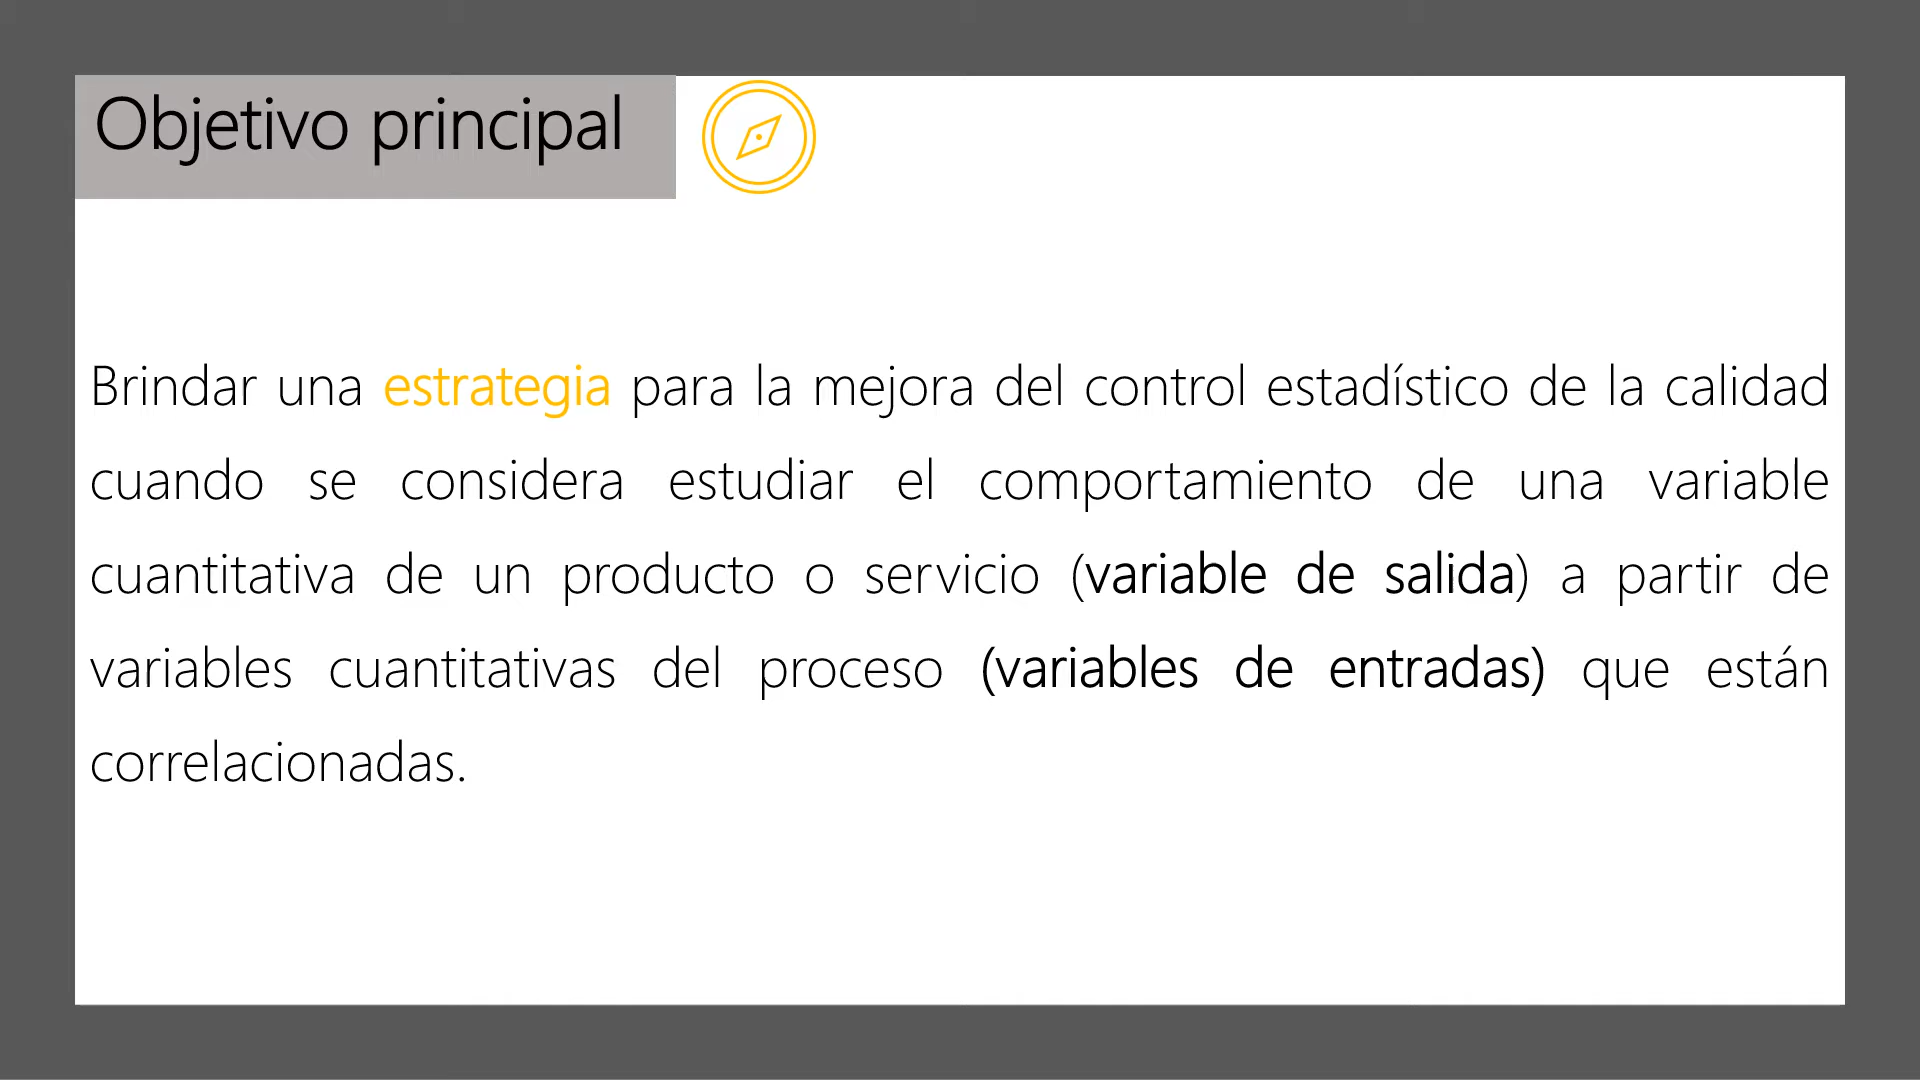 Objetivo principal
Brindar una estrategia para la mejora del control estadístico de la calidad
cuando se considera estudiar el comportamiento de una variable
cuantitativa de un producto o servicio (variable de salida) a partir de
variables cuantitativas del proceso (variables de entradas) que están
correlacionadas.